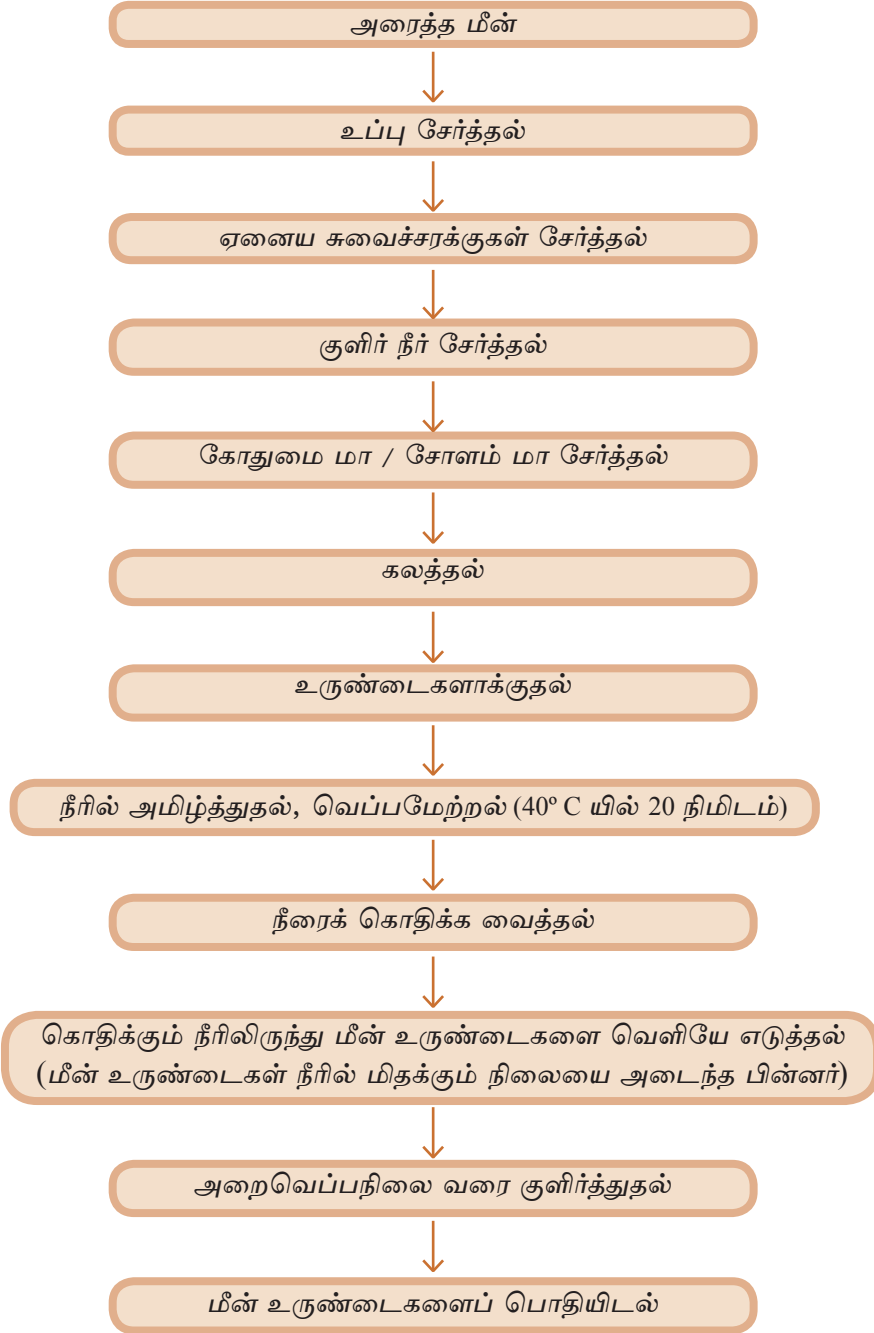 அரைத்த மீன்
உப்பு சேர்த்தல்
ஏனைய சுவைச்சரக்குகள் சேர்த்தல்
குளிர் நீர் சேர்த்தல்
கோதுமை மா / சோளம் மா சேர்த்தல்
கலத்தல்
உருண்டைகளாக்குதல்
நீரில் அமிழ்த்துதல், வெப்பமேற்றல் (40º C யில் 20 நிமிடம்)
நீரைக் கொதிக்க வைத்தல்
கொதிக்கும் நீரிலிருந்து மீன் உருண்டைகளை வெளியே எடுத்தல்
(மீன் உருண்டைகள் நீரில் மிதக்கும் நிலையை அடைந்த பின்னர்)
அறைவெப்பநிலை வரை குளிர்த்துதல்
மீன் உருண்டைகளைப் பொதியிடல்